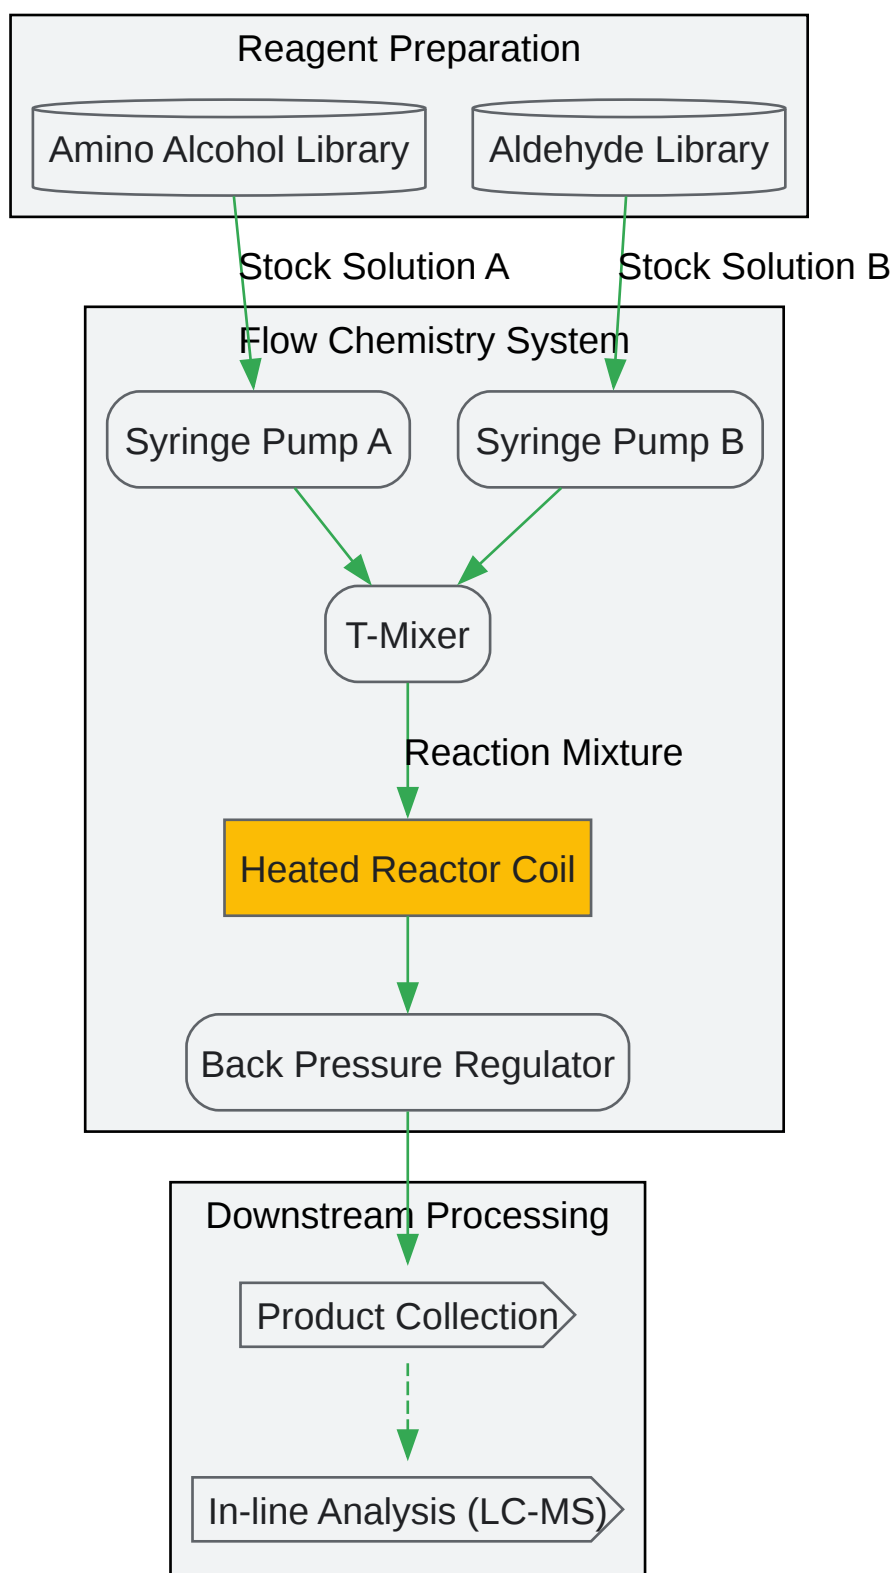 Reagent Preparation
Amino Alcohol Library
Aldehyde Library
Stock Solution A
Stock Solution B
Flow Chemistry System
Syringe Pump A
Syringe Pump B
T-Mixer
Reaction Mixture
Heated Reactor Coil
Back Pressure Regulator
Downstream Processing
Product Collection
In-line Analysis (LC-MS)